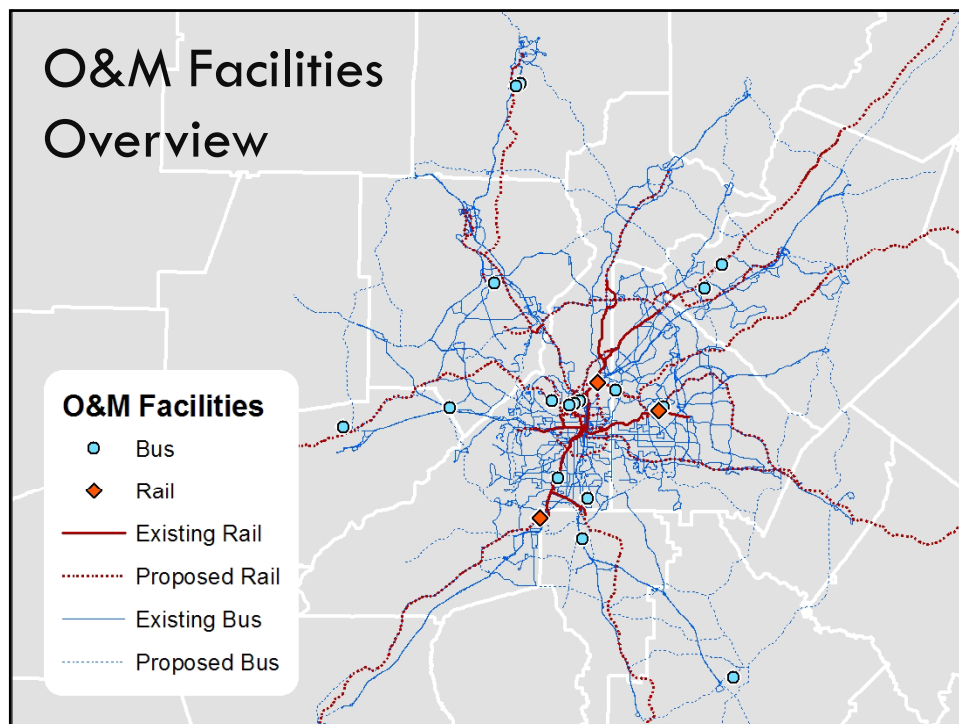 O&M Facilities
Overview
O&M Facilities
Bus
Rail
Existing Rail
Proposed Rail
Existing Bus
Proposed Bus